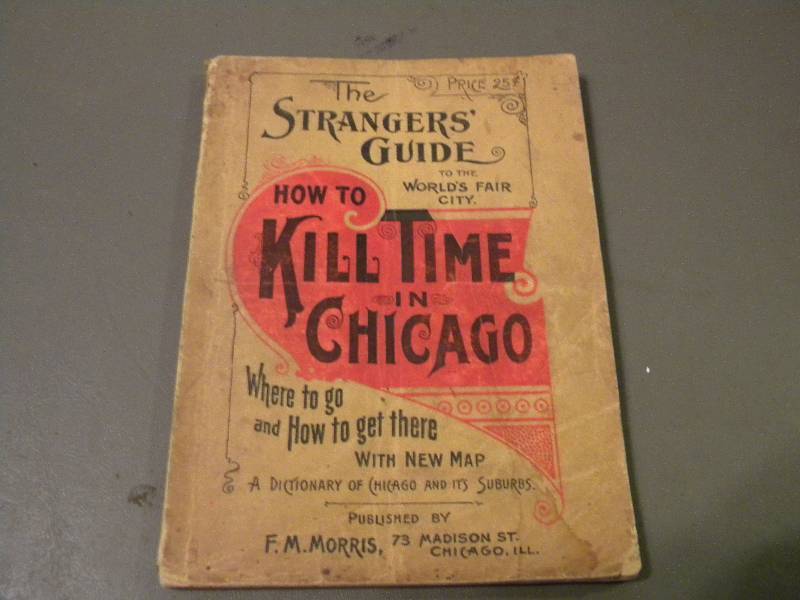 The
PRICE 25¢
STRANGERS'
GUIDE
TO THE
WORLD'S FAIR
CITY.
HOW TO
KILL TIME
IN
CHICAGO
Where to go
and How to get there
WITH NEW MAP
A DICTIONARY OF CHICAGO AND ITS SUBURBS.
PUBLISHED BY
F. M. MORRIS, 73 MADISON ST.
CHICAGO, ILL.